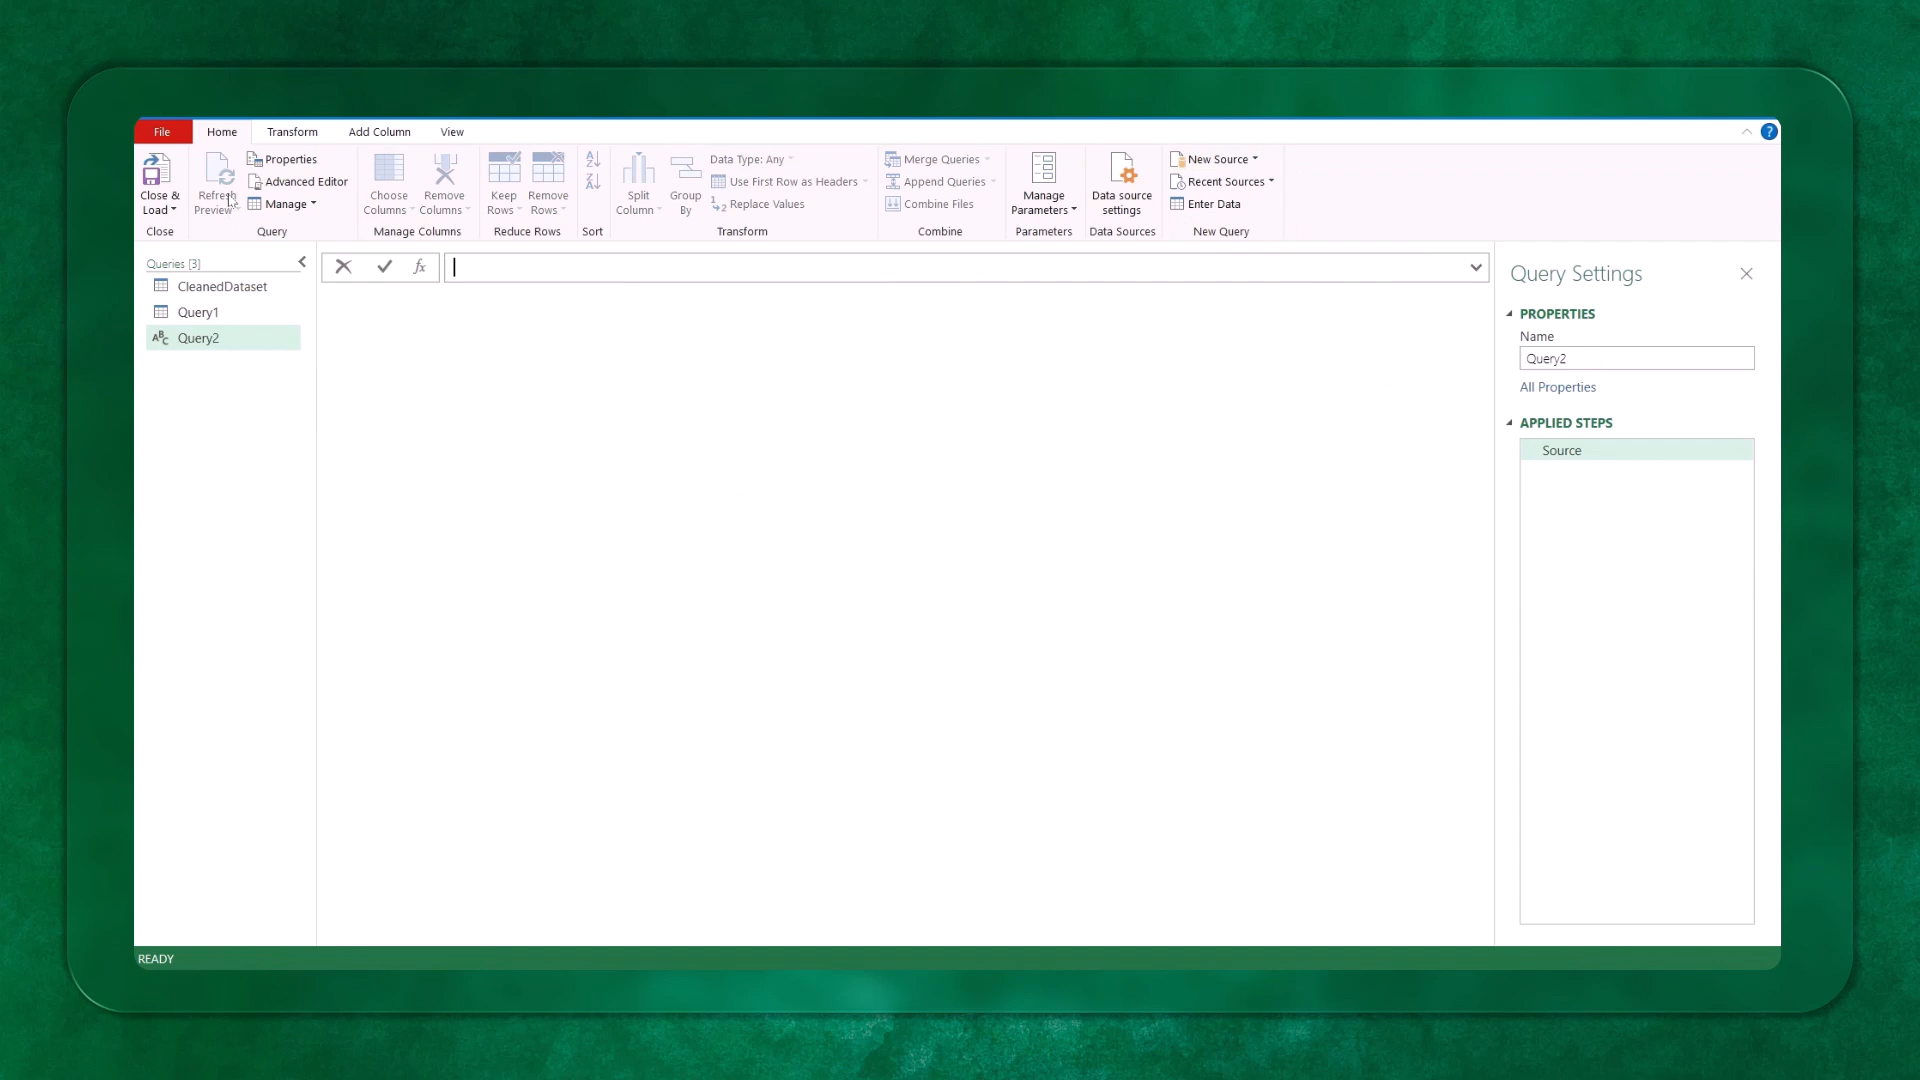 File Home Transform Add Column View
Close & Load
Refresh Preview
Properties
Advanced Editor
Manage
Choose Columns
Remove Columns
Keep Rows
Remove Rows
Split Column
Group By
Data Type: Any
Use First Row as Headers
Replace Values
Merge Queries
Append Queries
Combine Files
Manage Parameters
Data source settings
New Source
Recent Sources
Enter Data
Close Query Manage Columns Reduce Rows Sort Transform Combine Parameters Data Sources New Query
Queries [3]
CleanedDataset
Query1
Query2
fx
Query Settings
PROPERTIES
Name
Query2
All Properties
APPLIED STEPS
Source
READY